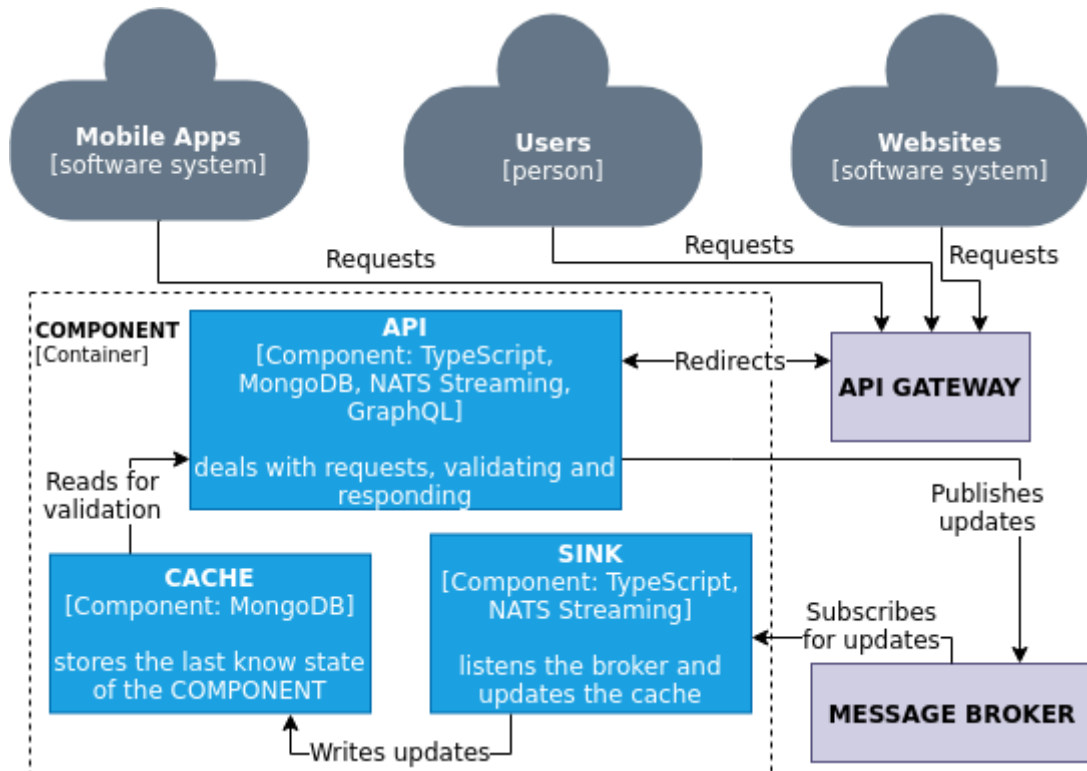 Mobile Apps
[software system]
Users
[person]
Websites
[software system]
Requests
Requests
Requests
COMPONENT
[Container]
API
[Component: TypeScript,
MongoDB, NATS Streaming,
GraphQL]
deals with requests, validating and
responding
Redirects
API GATEWAY
Reads for
validation
Publishes
updates
CACHE
[Component: MongoDB]
stores the last know state
of the COMPONENT
SINK
[Component: TypeScript,
NATS Streaming]
listens the broker and
updates the cache
Subscribes
for updates
MESSAGE BROKER
Writes updates